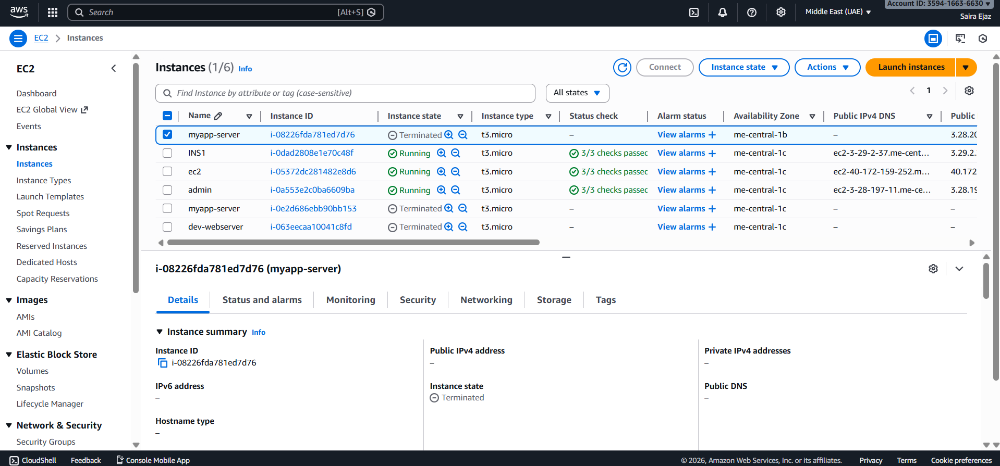 aws
Search [Alt+S]
Middle East (UAE)
Account ID: 3594-1663-6630
Saira Ejaz
EC2 Instances
EC2
Dashboard
EC2 Global View
Events
Instances
Instances
Instance Types
Launch Templates
Spot Requests
Savings Plans
Reserved Instances
Dedicated Hosts
Capacity Reservations
Images
AMIs
AMI Catalog
Elastic Block Store
Volumes
Snapshots
Lifecycle Manager
Network & Security
Security Groups
Instances (1/6) Info
Connect Instance state Actions Launch instances
Find Instance by attribute or tag (case-sensitive) All states 1
Name Instance ID Instance state Instance type Status check Alarm status Availability Zone Public IPv4 DNS Public
myapp-server i-08226fda781ed7d76 Terminated t3.micro – View alarms + me-central-1b – 3.28.20
INS1 i-0dad2808e1e70c48f Running t3.micro 3/3 checks passed View alarms + me-central-1c ec2-3-29-2-37.me-cent... 3.29.2.
ec2 i-05372dc281482e8d6 Running t3.micro 3/3 checks passed View alarms + me-central-1c ec2-40-172-159-252.m... 40.172
admin i-0a553e2c0ba6609ba Running t3.micro 3/3 checks passed View alarms + me-central-1c ec2-3-28-197-11.me-ce... 3.28.19
myapp-server i-0e2d686ebb90bb153 Terminated t3.micro – View alarms + me-central-1c – –
dev-webserver i-063eecaa10041c8fd Terminated t3.micro – View alarms + me-central-1c – –
i-08226fda781ed7d76 (myapp-server)
Details Status and alarms Monitoring Security Networking Storage Tags
Instance summary Info
Instance ID
i-08226fda781ed7d76
Public IPv4 address
–
Private IPv4 addresses
–
IPv6 address
–
Instance state
Terminated
Public DNS
–
Hostname type
–
CloudShell Feedback Console Mobile App © 2026, Amazon Web Services, Inc. or its affiliates. Privacy Terms Cookie preferences